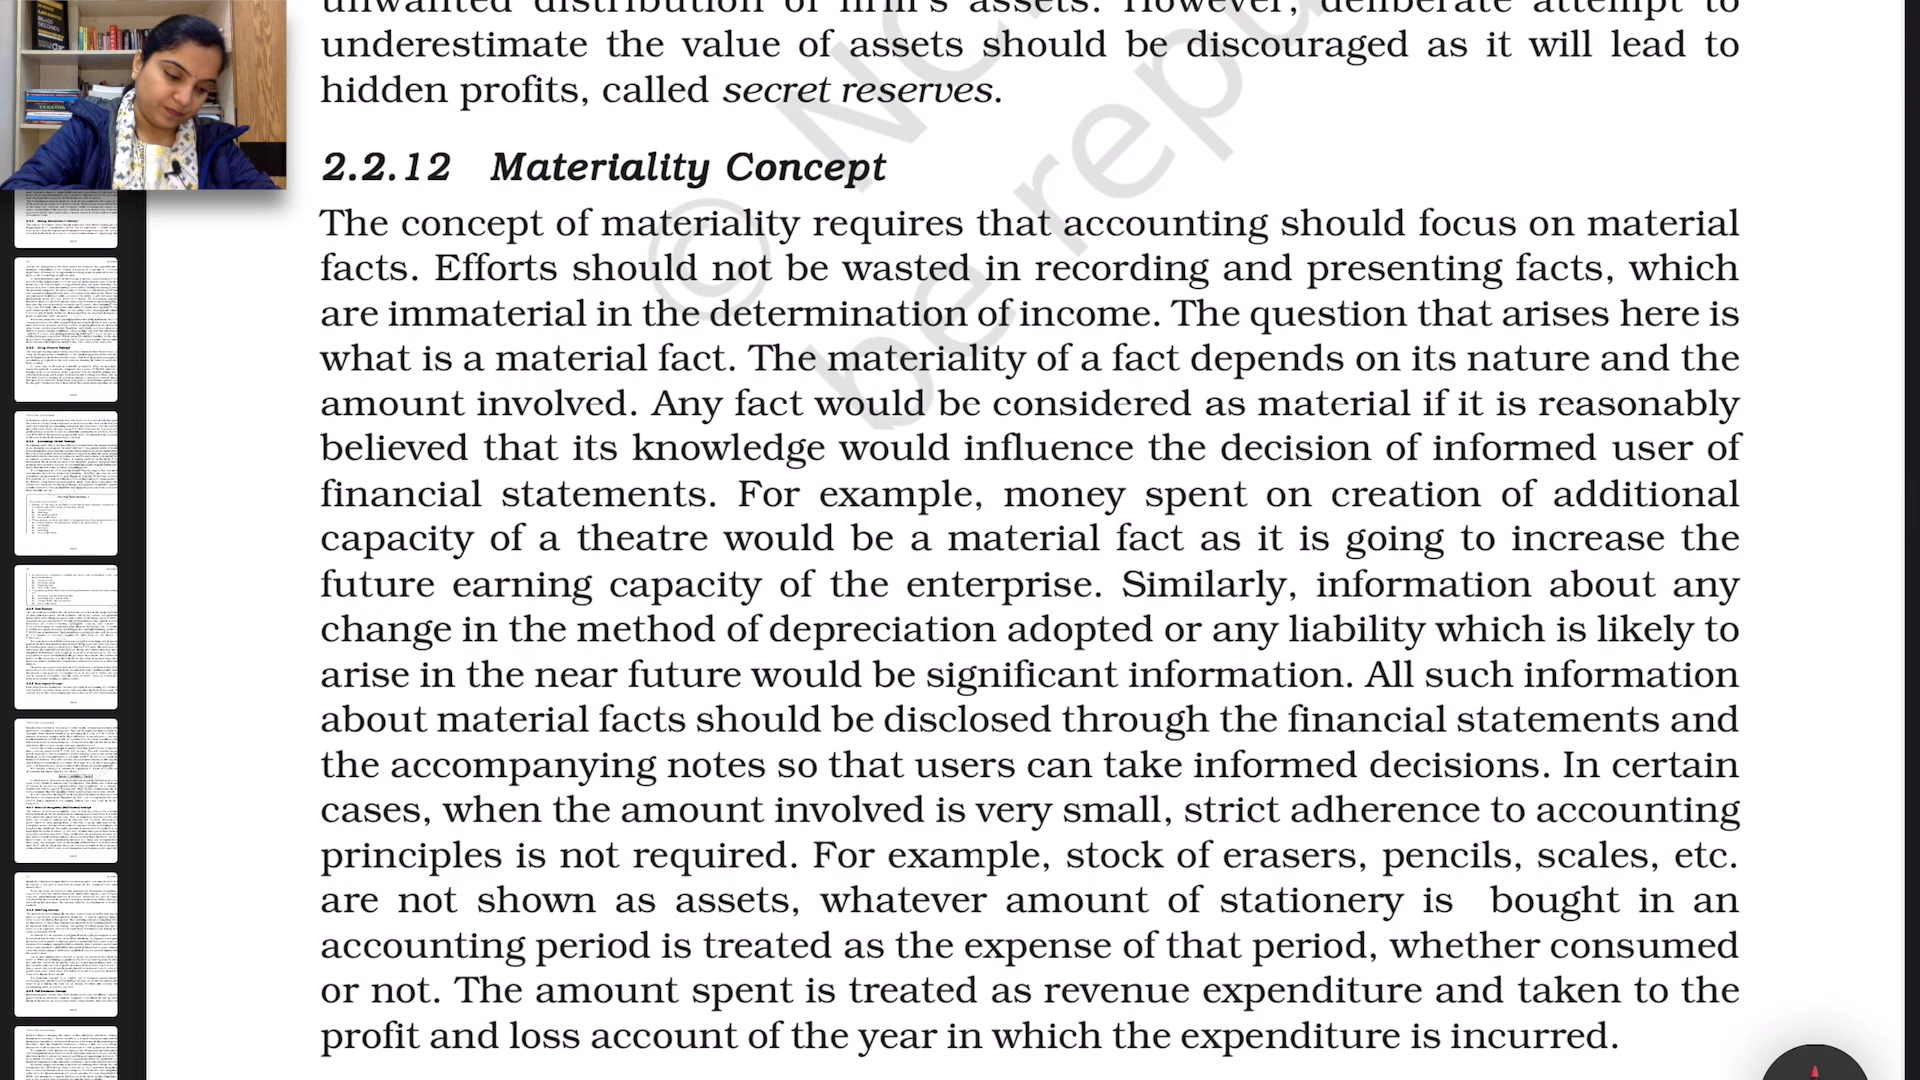 unwanted distribution of firm's assets. However, deliberate attempt to
underestimate the value of assets should be discouraged as it will lead to
hidden profits, called secret reserves.
2.2.12 Materiality Concept
The concept of materiality requires that accounting should focus on material
facts. Efforts should not be wasted in recording and presenting facts, which
are immaterial in the determination of income. The question that arises here is
what is a material fact. The materiality of a fact depends on its nature and the
amount involved. Any fact would be considered as material if it is reasonably
believed that its knowledge would influence the decision of informed user of
financial statements. For example, money spent on creation of additional
capacity of a theatre would be a material fact as it is going to increase the
future earning capacity of the enterprise. Similarly, information about any
change in the method of depreciation adopted or any liability which is likely to
arise in the near future would be significant information. All such information
about material facts should be disclosed through the financial statements and
the accompanying notes so that users can take informed decisions. In certain
cases, when the amount involved is very small, strict adherence to accounting
principles is not required. For example, stock of erasers, pencils, scales, etc.
are not shown as assets, whatever amount of stationery is bought in an
accounting period is treated as the expense of that period, whether consumed
or not. The amount spent is treated as revenue expenditure and taken to the
profit and loss account of the year in which the expenditure is incurred.
© NC
be repu